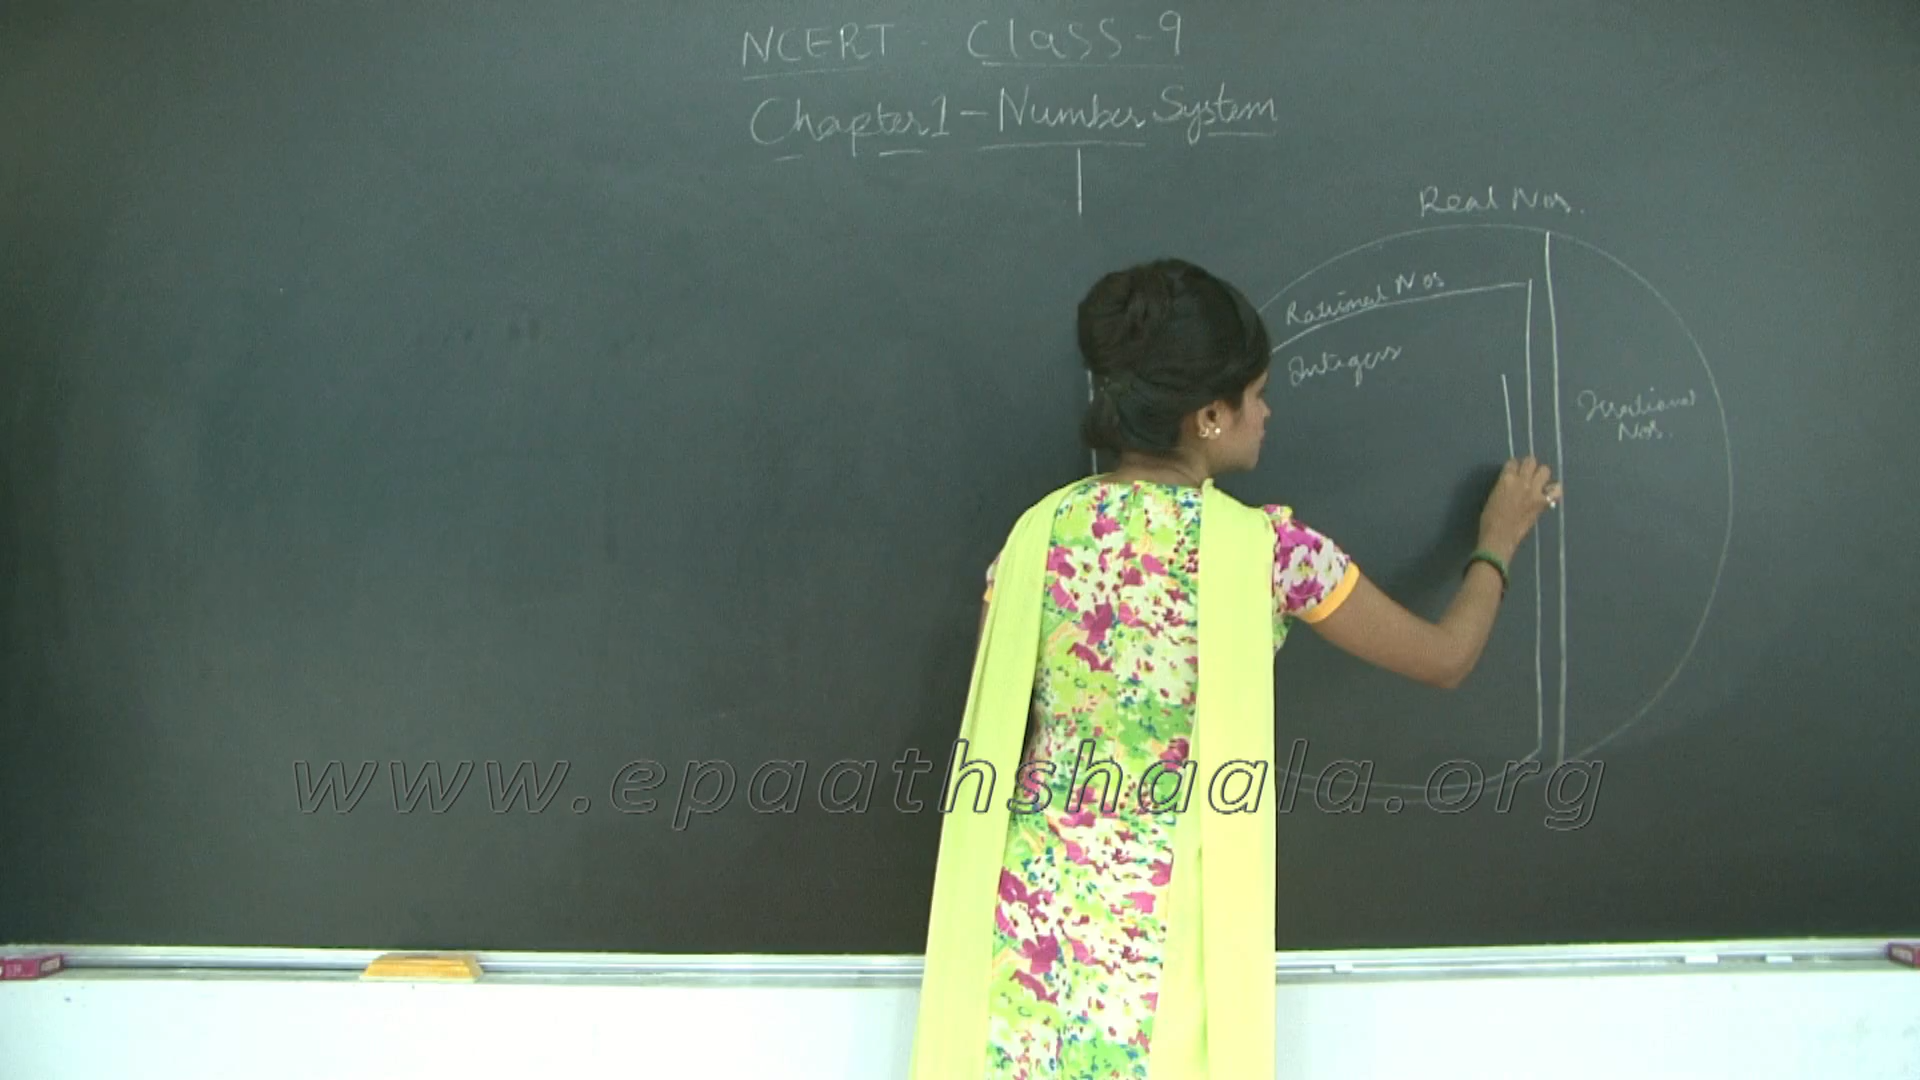 NCERT - Class-9
Chapter 1 - Number System
Real Nos.
Rational Nos
Integers
Irrational
Nos.
www.epaathshaala.org